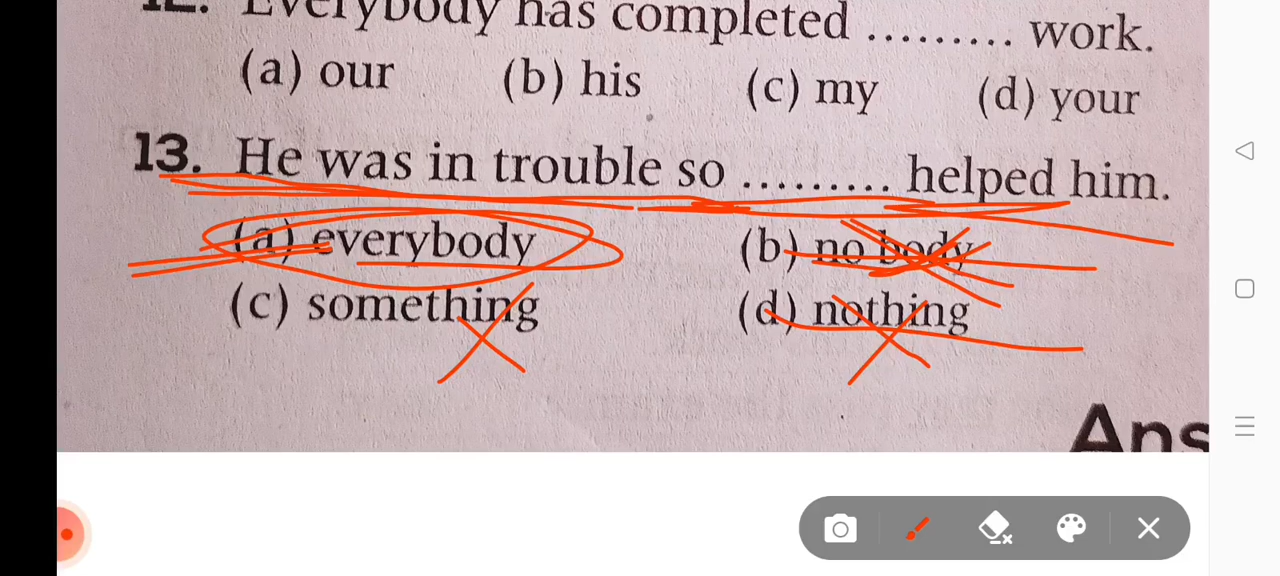 12. Everybody has completed ......... work.
(a) our (b) his (c) my (d) your
13. He was in trouble so ......... helped him.
(a) everybody (b) no body
(c) something (d) nothing
Ans